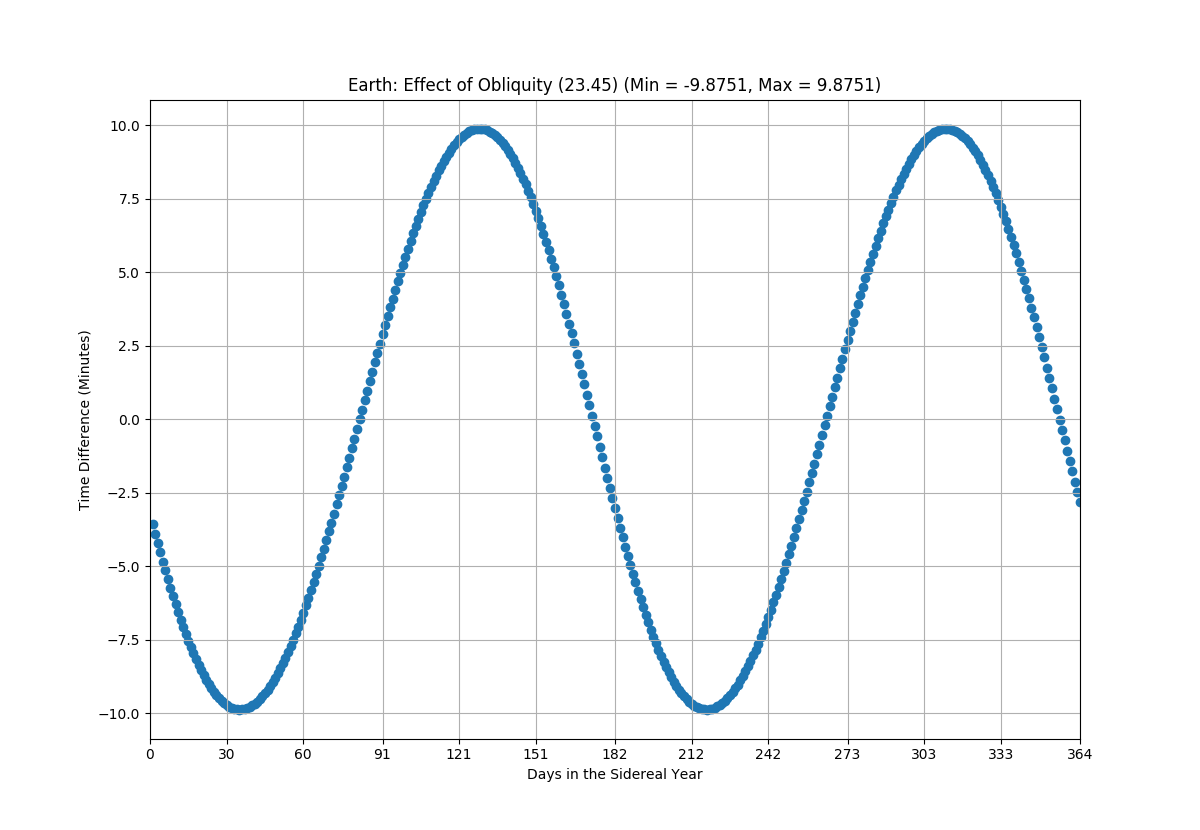 Earth: Effect of Obliquity (23.45) (Min = -9.8751, Max = 9.8751)
10.0
7.5
5.0
2.5
0.0
−2.5
−5.0
−7.5
−10.0
Time Difference (Minutes)
0 30 60 91 121 151 182 212 242 273 303 333 364
Days in the Sidereal Year